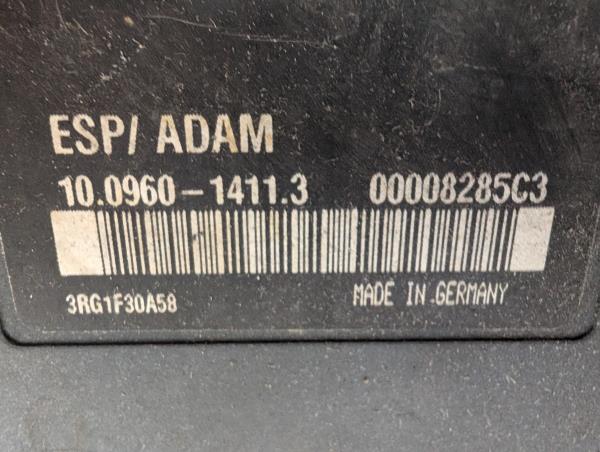 ESP/ ADAM
10.0960-1411.3 00008285C3
3RG1F30A58 MADE IN GERMANY